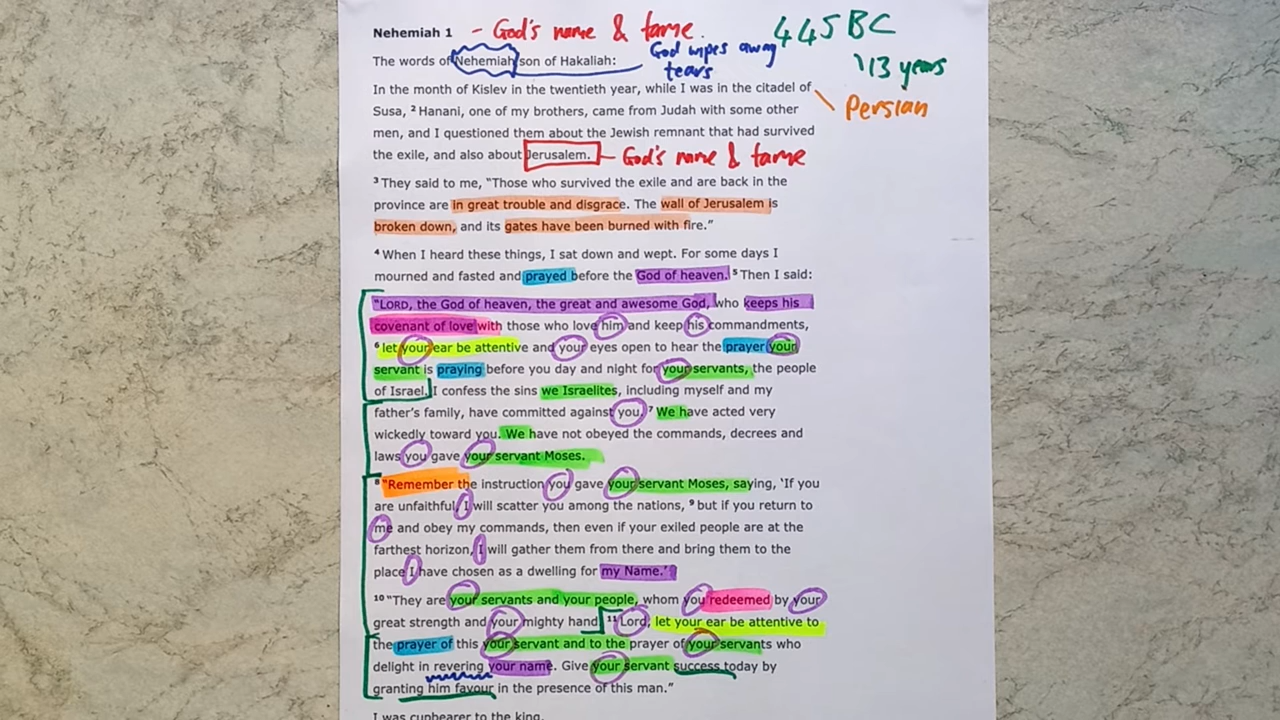 Nehemiah 1 - God's name & fame. 445 BC
The words of Nehemiah son of Hakaliah: God wipes away tears
113 years
In the month of Kislev in the twentieth year, while I was in the citadel of
Persian
Susa, 2 Hanani, one of my brothers, came from Judah with some other
men, and I questioned them about the Jewish remnant that had survived
the exile, and also about Jerusalem. - God's name & fame
3 They said to me, “Those who survived the exile and are back in the
province are in great trouble and disgrace. The wall of Jerusalem is
broken down, and its gates have been burned with fire.”
4 When I heard these things, I sat down and wept. For some days I
mourned and fasted and prayed before the God of heaven. 5 Then I said:
“LORD, the God of heaven, the great and awesome God, who keeps his
covenant of love with those who love him and keep his commandments,
6 let your ear be attentive and your eyes open to hear the prayer your
servant is praying before you day and night for your servants, the people
of Israel. I confess the sins we Israelites, including myself and my
father's family, have committed against you. 7 We have acted very
wickedly toward you. We have not obeyed the commands, decrees and
laws you gave your servant Moses.
8 “Remember the instruction you gave your servant Moses, saying, ‘If you
are unfaithful, I will scatter you among the nations, 9 but if you return to
me and obey my commands, then even if your exiled people are at the
farthest horizon, I will gather them from there and bring them to the
place I have chosen as a dwelling for my Name.’
10 “They are your servants and your people, whom you redeemed by your
great strength and your mighty hand. 11 Lord, let your ear be attentive to
the prayer of this your servant and to the prayer of your servants who
delight in revering your name. Give your servant success today by
granting him favour in the presence of this man.”
I was cupbearer to the king.